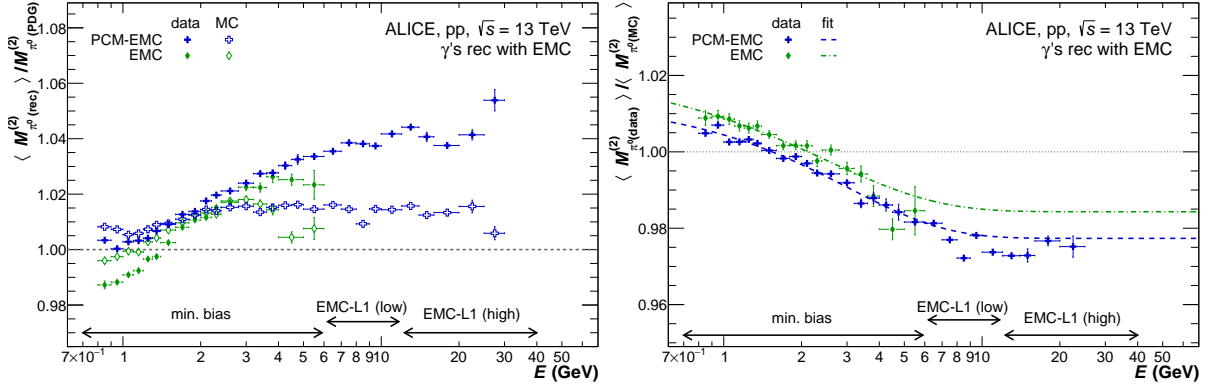 ⟨ M(2)π⁰(rec) ⟩/M(2)π⁰(PDG)
1.08
1.06
1.04
1.02
1.00
0.98
data MC
PCM-EMC
EMC
ALICE, pp, √s = 13 TeV
γ's rec with EMC
min. bias
EMC-L1 (low)
EMC-L1 (high)
7×10⁻¹ 1 2 3 4 5 6 7 8 910 20 30 40 50
E (GeV)
⟨ M(2)π⁰(data) ⟩/⟨ M(2)π⁰(MC) ⟩
1.02
1.00
0.98
0.96
data fit
PCM-EMC
EMC
ALICE, pp, √s = 13 TeV
γ's rec with EMC
min. bias
EMC-L1 (low)
EMC-L1 (high)
7×10⁻¹ 1 2 3 4 5 6 7 8 910 20 30 40 50
E (GeV)